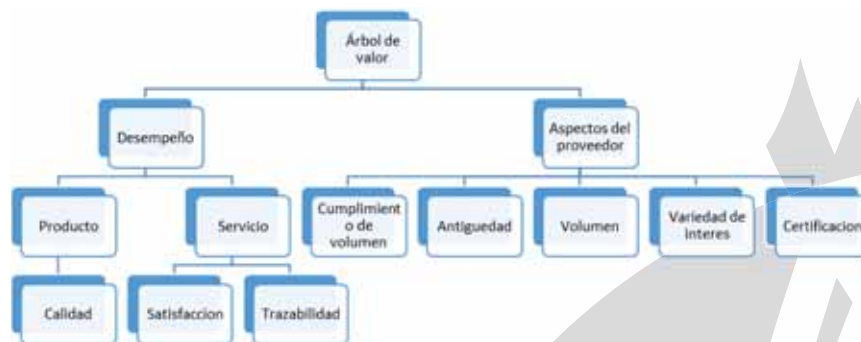 Árbol de
valor
Desempeño
Aspectos del
proveedor
Producto
Servicio
Cumplimient
o de
volumen
Antiguedad
Volumen
Variedad de
interes
Certificacion
Calidad
Satisfaccion
Trazabilidad